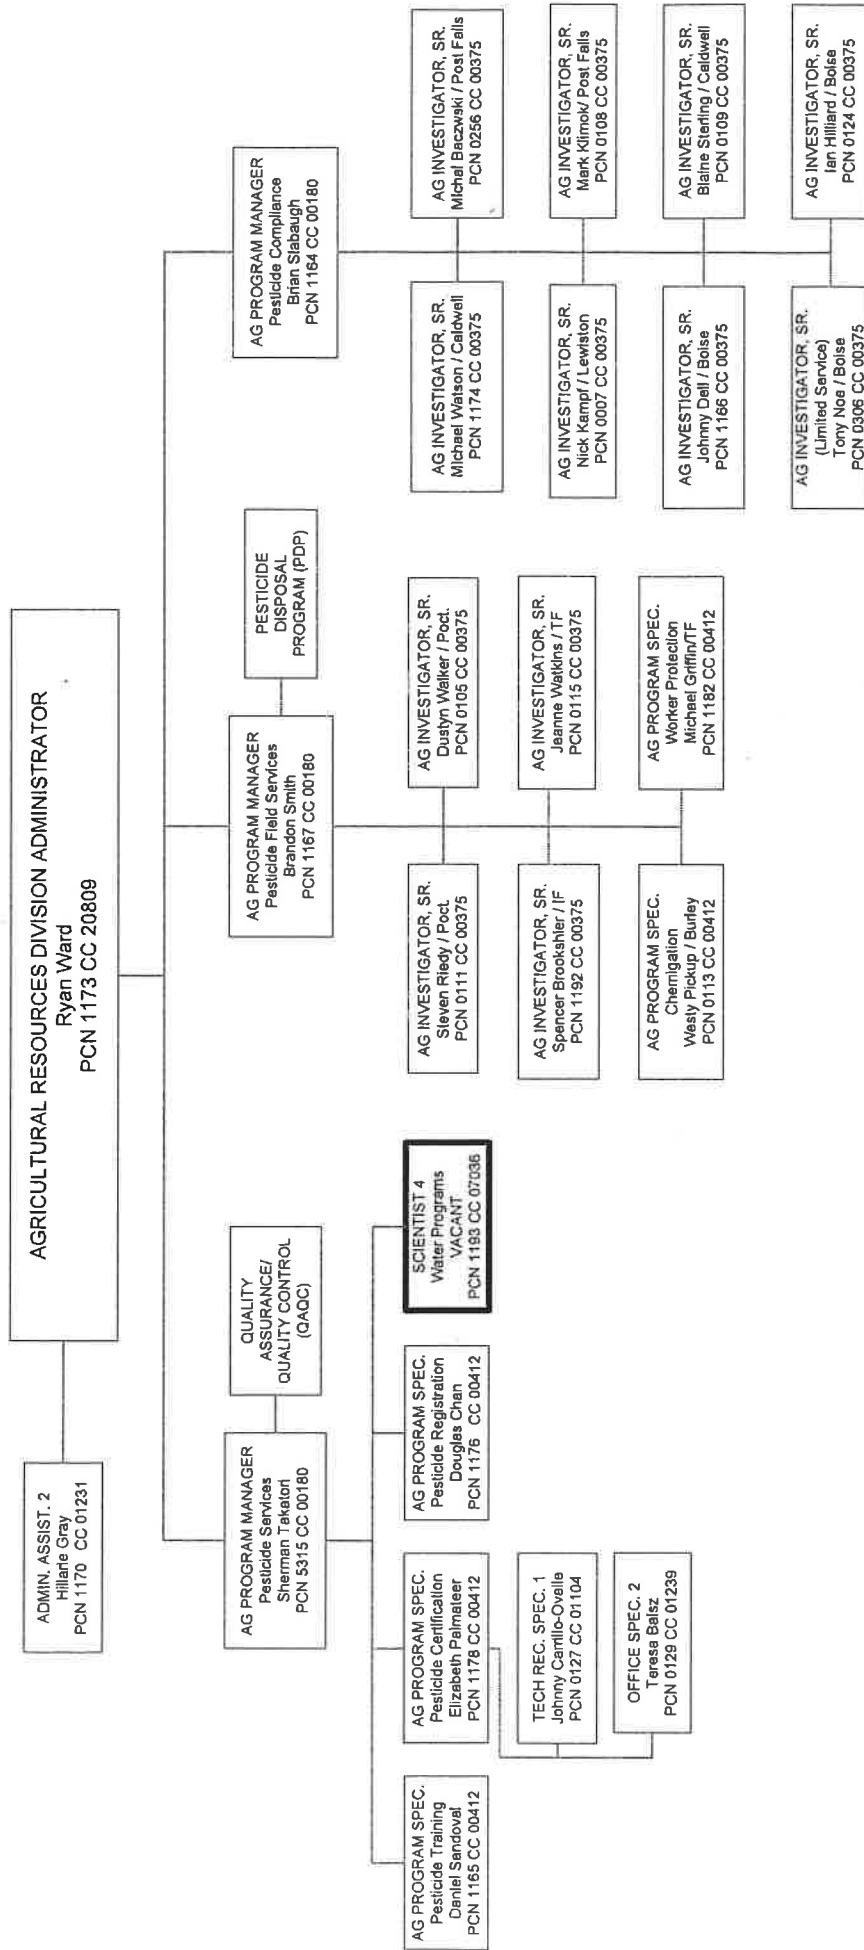 AGRICULTURAL RESOURCES DIVISION ADMINISTRATOR
Ryan Ward
PCN 1173 CC 20809
ADMIN. ASSIST. 2
Hillarie Gray
PCN 1170 CC 01231
AG PROGRAM MANAGER
Pesticide Services
Sherman Takatori
PCN 5315 CC 00180
QUALITY
ASSURANCE/
QUALITY CONTROL
(QAQC)
AG PROGRAM SPEC.
Pesticide Training
Daniel Sandoval
PCN 1165 CC 00412
AG PROGRAM SPEC.
Pesticide Certification
Elizabeth Palmateer
PCN 1178 CC 00412
TECH REC. SPEC. 1
Johnny Carrillo-Ovalle
PCN 0127 CC 01104
OFFICE SPEC. 2
Teresa Balsz
PCN 0129 CC 01239
AG PROGRAM SPEC.
Pesticide Registration
Douglas Chan
PCN 1176 CC 00412
SCIENTIST 4
Water Programs
VACANT
PCN 1193 CC 07036
AG PROGRAM MANAGER
Pesticide Field Services
Brandon Smith
PCN 1167 CC 00180
PESTICIDE
DISPOSAL
PROGRAM (PDP)
AG INVESTIGATOR, SR.
Steven Riedy / Poct.
PCN 0111 CC 00375
AG INVESTIGATOR, SR.
Dustyn Walker / Poct.
PCN 0105 CC 00375
AG INVESTIGATOR, SR.
Spencer Brookshier / IF
PCN 1192 CC 00375
AG INVESTIGATOR, SR.
Jeanne Watkins / TF
PCN 0115 CC 00375
AG PROGRAM SPEC.
Chemigation
Westy Pickup / Burley
PCN 0113 CC 00412
AG PROGRAM SPEC.
Worker Protection
Michael Griffin/TF
PCN 1182 CC 00412
AG PROGRAM MANAGER
Pesticide Compliance
Brian Slabaugh
PCN 1164 CC 00180
AG INVESTIGATOR, SR.
Michael Watson / Caldwell
PCN 1174 CC 00375
AG INVESTIGATOR, SR.
Michal Baczwski / Post Falls
PCN 0256 CC 00375
AG INVESTIGATOR, SR.
Nick Kampf / Lewiston
PCN 0007 CC 00375
AG INVESTIGATOR, SR.
Mark Klimok/ Post Falls
PCN 0108 CC 00375
AG INVESTIGATOR, SR.
Johnny Dall / Boise
PCN 1166 CC 00375
AG INVESTIGATOR, SR.
Blaine Sterling / Caldwell
PCN 0109 CC 00375
AG INVESTIGATOR, SR.
(Limited Service)
Tony Noe / Boise
PCN 0306 CC 00375
AG INVESTIGATOR, SR.
Ian Hilliard / Boise
PCN 0124 CC 00375